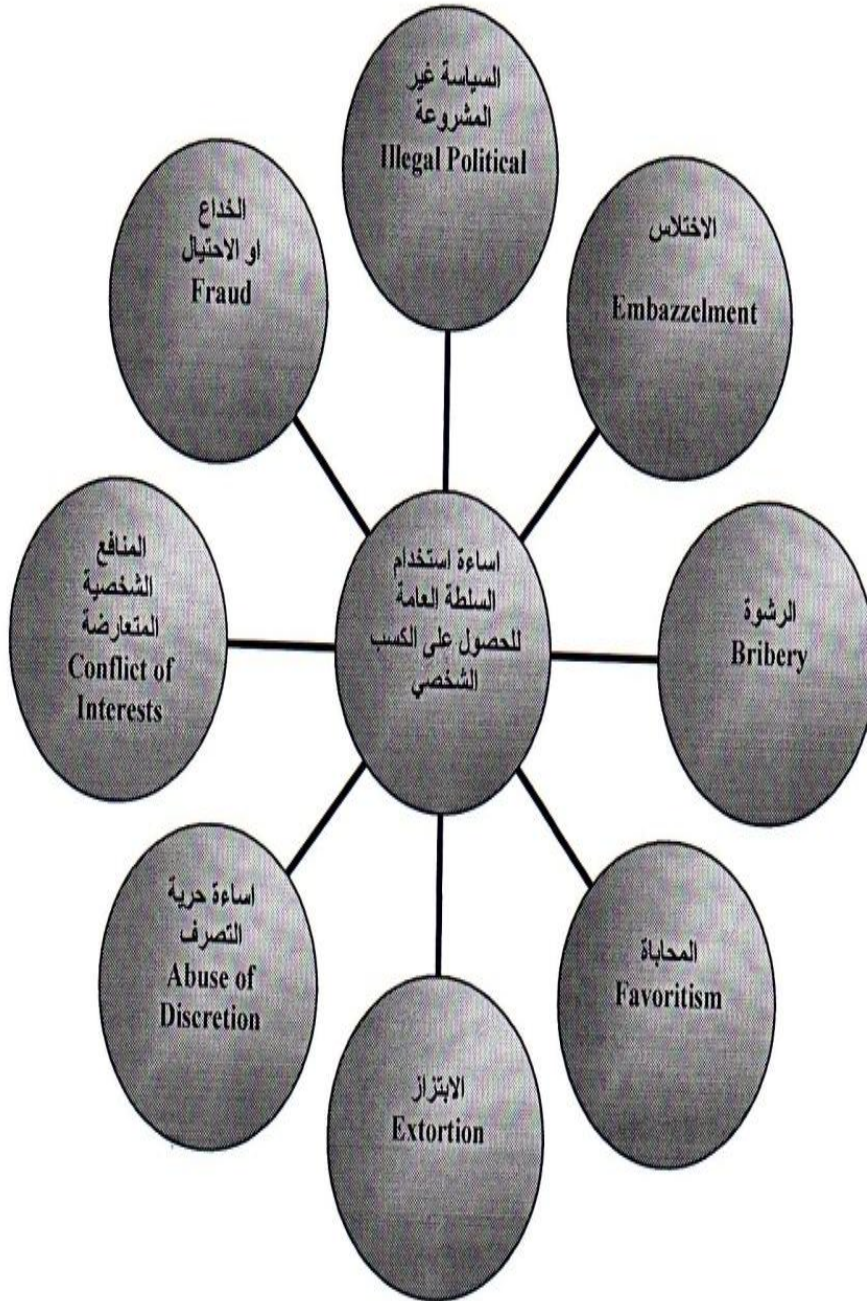 السياسة غير
المشروعة
Illegal Political
الاختلاس
Embazzelment
الرشوة
Bribery
المحاباة
Favoritism
الابتزاز
Extortion
اساءة حرية
التصرف
Abuse of
Discretion
المنافع
الشخصية
المتعارضة
Conflict of
Interests
الخداع
او الاحتيال
Fraud
اساءة استخدام
السلطة العامة
للحصول على الكسب
الشخصي